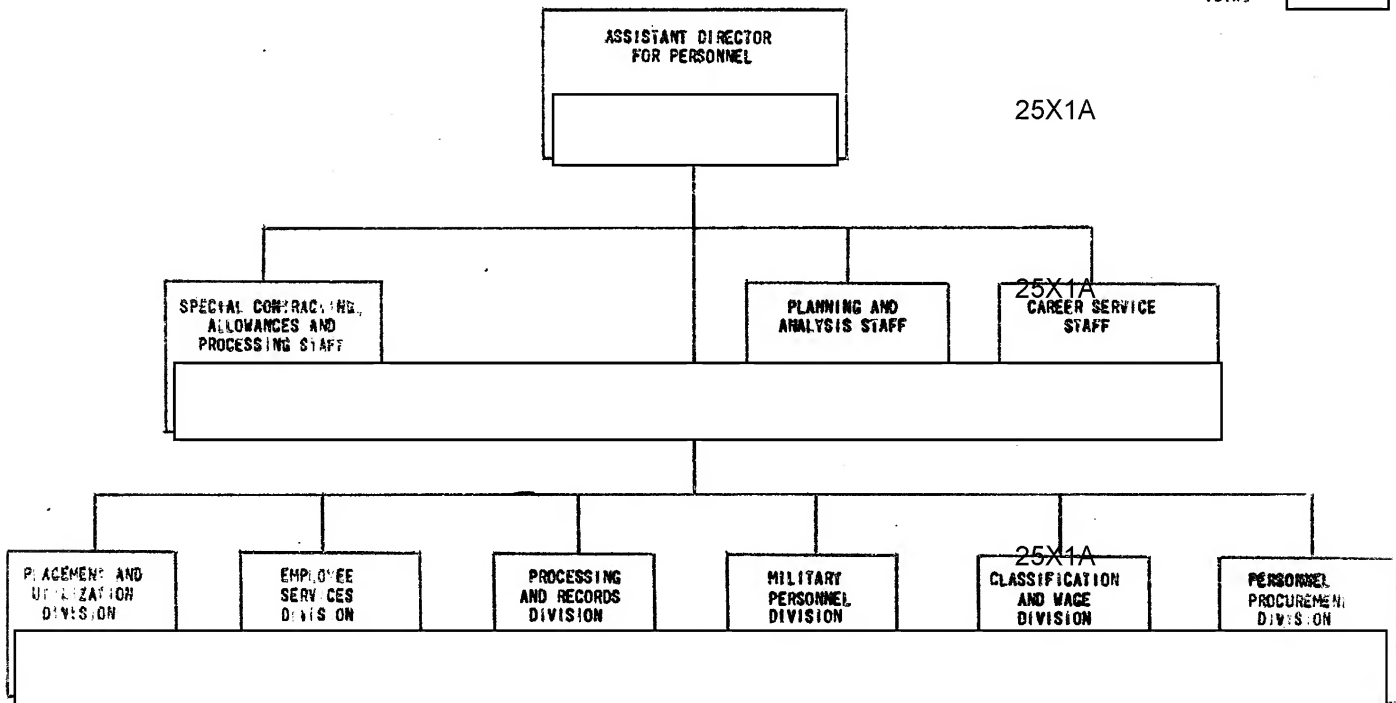 ASSISTANT DIRECTOR
FOR PERSONNEL
25X1A
SPECIAL CONTRACTING,
ALLOWANCES AND
PROCESSING STAFF
PLANNING AND
ANALYSIS STAFF
25X1A
CAREER SERVICE
STAFF
PLACEMENT AND
UTILIZATION
DIVISION
EMPLOYEE
SERVICES
DIVISION
PROCESSING
AND RECORDS
DIVISION
MILITARY
PERSONNEL
DIVISION
25X1A
CLASSIFICATION
AND WAGE
DIVISION
PERSONNEL
PROCUREMENT
DIVISION